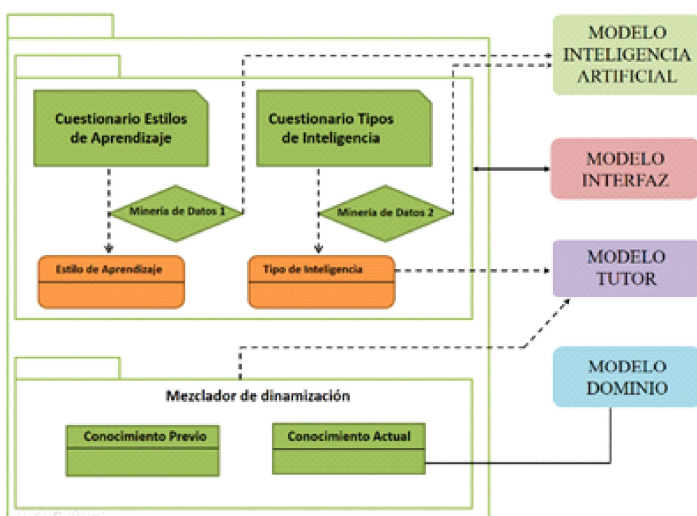 MODELO
INTELIGENCIA
ARTIFICIAL
Cuestionario Estilos
de Aprendizaje
Cuestionario Tipos
de Inteligencia
MODELO
INTERFAZ
Minería de Datos 1
Minería de Datos 2
Estilo de Aprendizaje
Tipo de Inteligencia
MODELO
TUTOR
MODELO
DOMINIO
Mezclador de dinamización
Conocimiento Previo
Conocimiento Actual